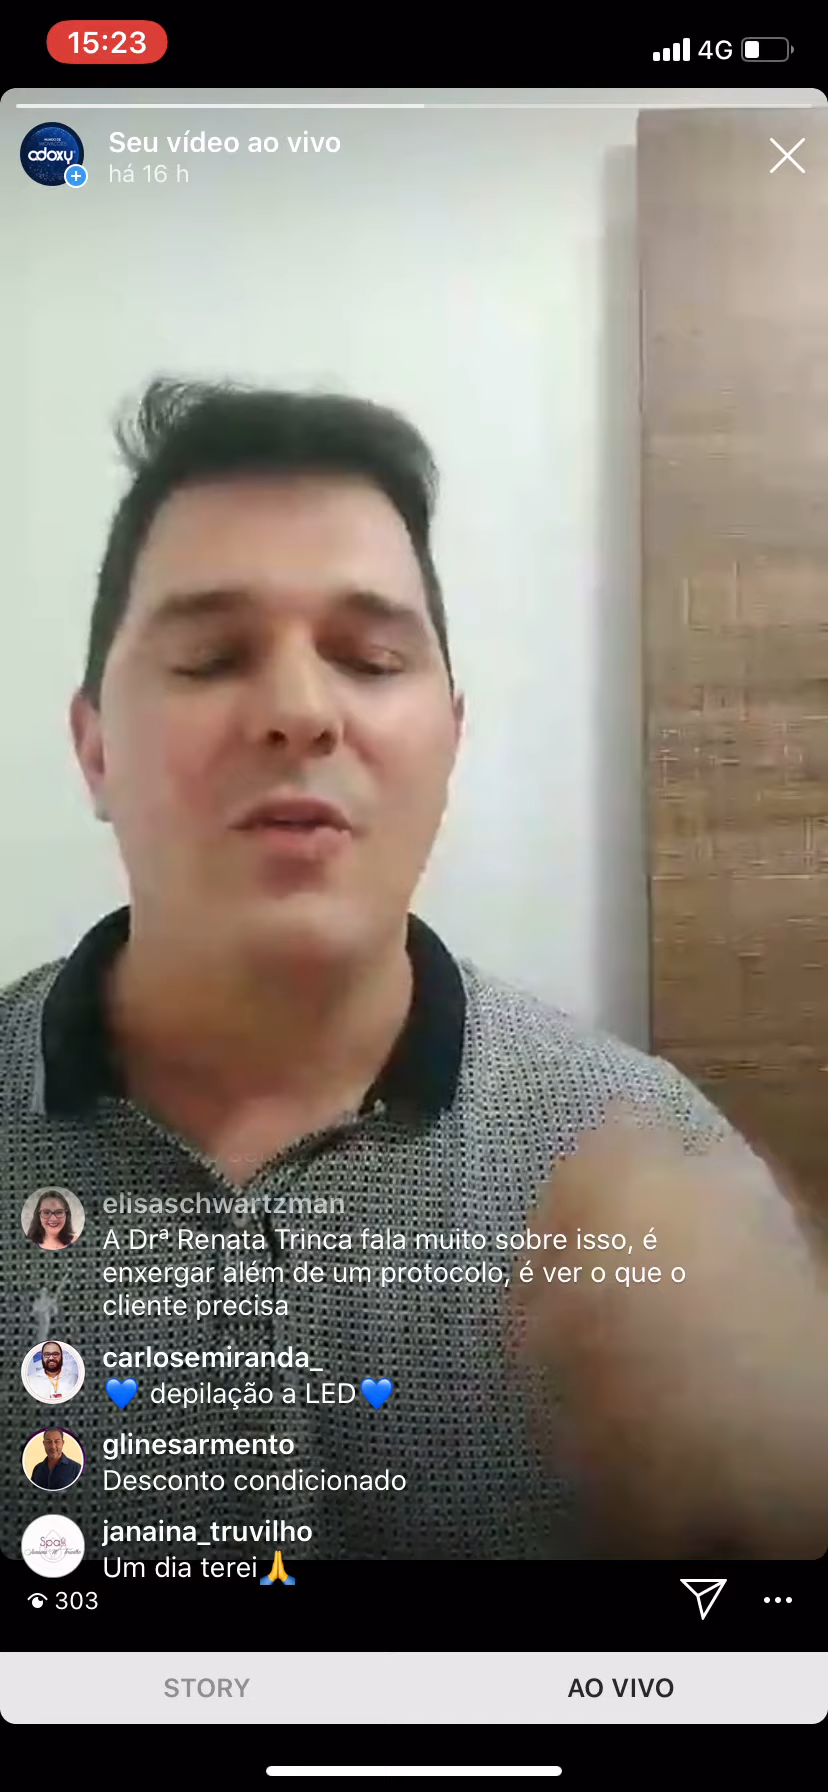 15:23
4G
adoxy
Seu vídeo ao vivo
há 16 h
elisaschwartzman
A Drª Renata Trinca fala muito sobre isso, é
enxergar além de um protocolo, é ver o que o
cliente precisa
carlosemiranda_
💙 depilação a LED💙
glinesarmento
Desconto condicionado
Spa
janaina_truvilho
Um dia terei🙏
303
STORY
AO VIVO